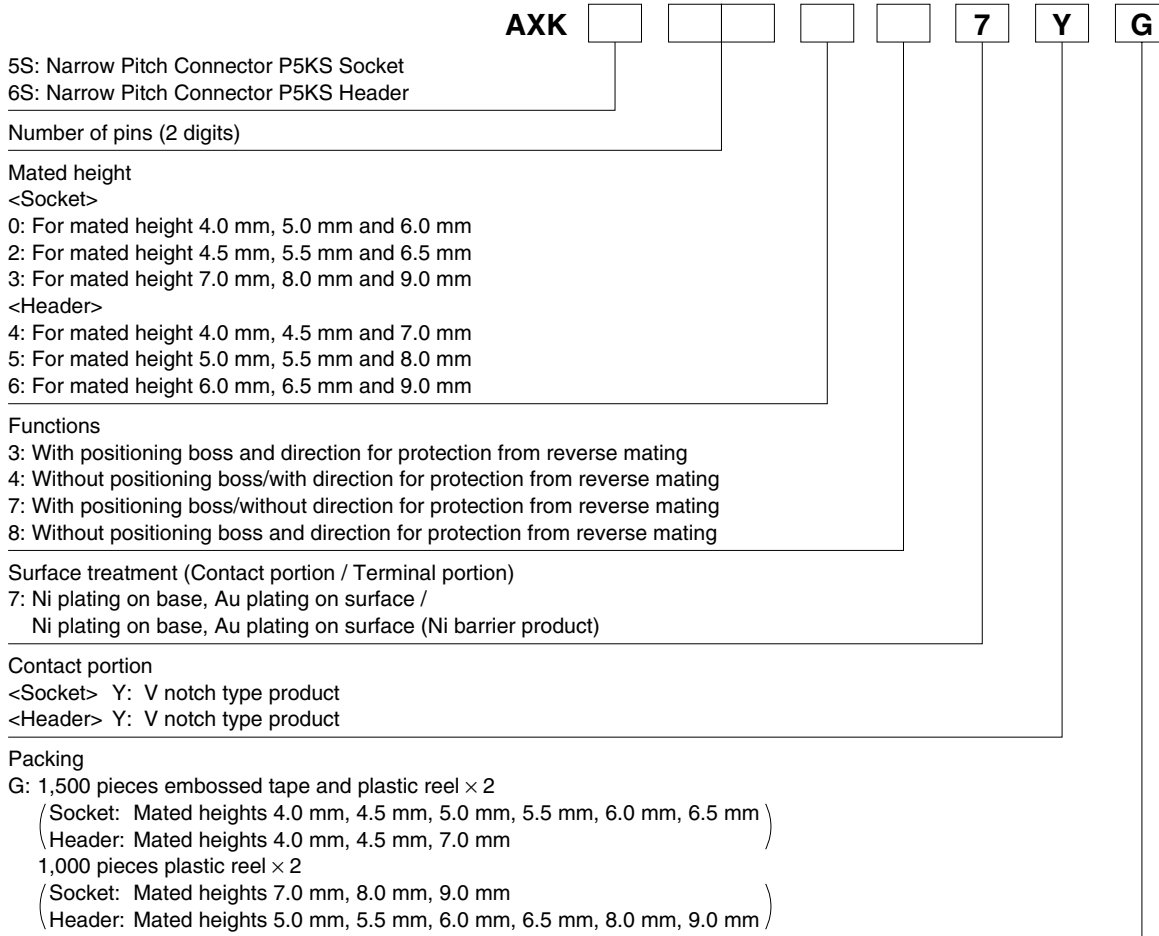 AXK 7 Y G
5S: Narrow Pitch Connector P5KS Socket
6S: Narrow Pitch Connector P5KS Header
Number of pins (2 digits)
Mated height
<Socket>
0: For mated height 4.0 mm, 5.0 mm and 6.0 mm
2: For mated height 4.5 mm, 5.5 mm and 6.5 mm
3: For mated height 7.0 mm, 8.0 mm and 9.0 mm
<Header>
4: For mated height 4.0 mm, 4.5 mm and 7.0 mm
5: For mated height 5.0 mm, 5.5 mm and 8.0 mm
6: For mated height 6.0 mm, 6.5 mm and 9.0 mm
Functions
3: With positioning boss and direction for protection from reverse mating
4: Without positioning boss/with direction for protection from reverse mating
7: With positioning boss/without direction for protection from reverse mating
8: Without positioning boss and direction for protection from reverse mating
Surface treatment (Contact portion / Terminal portion)
7: Ni plating on base, Au plating on surface /
Ni plating on base, Au plating on surface (Ni barrier product)
Contact portion
<Socket> Y: V notch type product
<Header> Y: V notch type product
Packing
G: 1,500 pieces embossed tape and plastic reel × 2
(Socket: Mated heights 4.0 mm, 4.5 mm, 5.0 mm, 5.5 mm, 6.0 mm, 6.5 mm
Header: Mated heights 4.0 mm, 4.5 mm, 7.0 mm)
1,000 pieces plastic reel × 2
(Socket: Mated heights 7.0 mm, 8.0 mm, 9.0 mm
Header: Mated heights 5.0 mm, 5.5 mm, 6.0 mm, 6.5 mm, 8.0 mm, 9.0 mm)